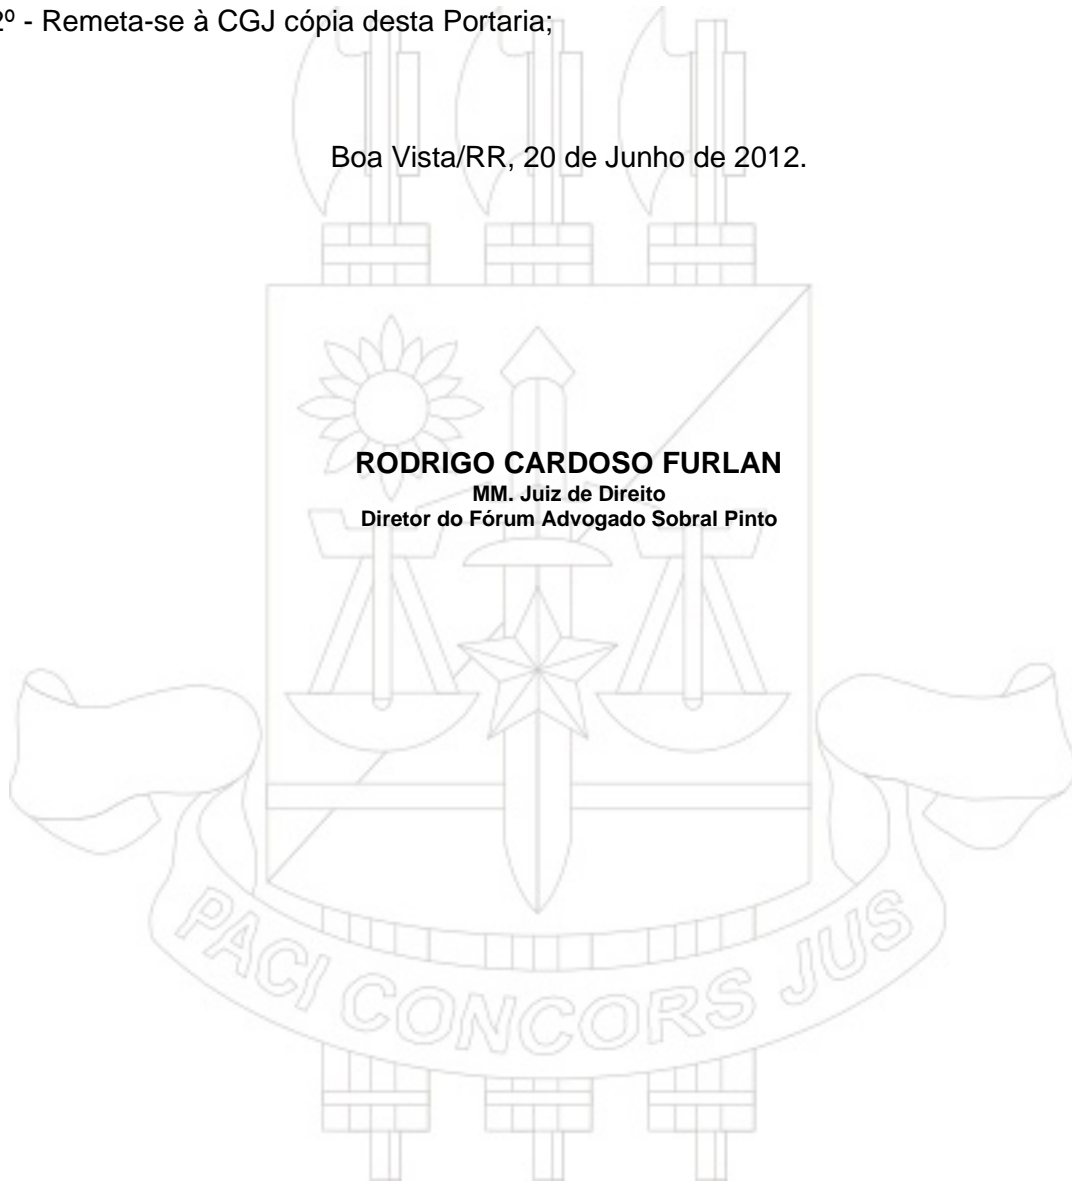 2º - Remeta-se à CGJ cópia desta Portaria;
Boa Vista/RR, 20 de Junho de 2012.
RODRIGO CARDOSO FURLAN
MM. Juiz de Direito
Diretor do Fórum Advogado Sobral Pinto
PACI CONCORS JUS